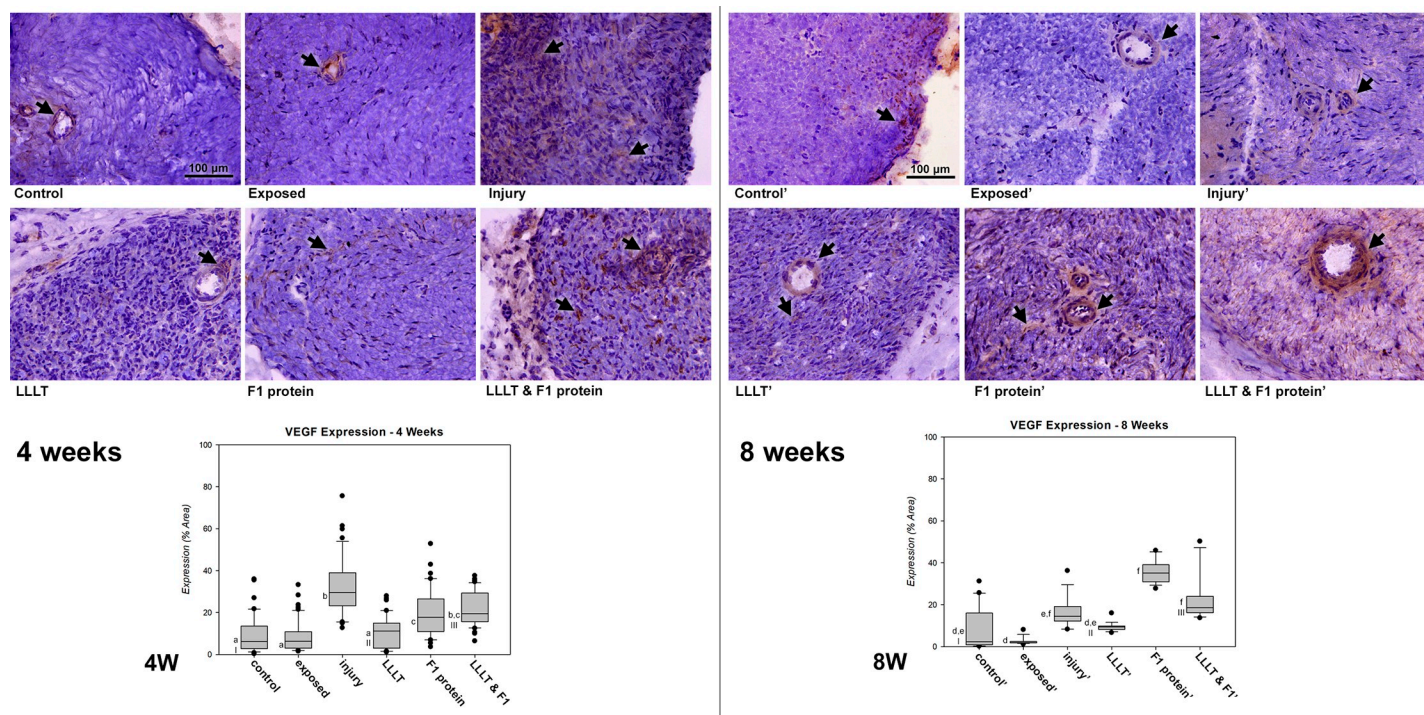 100 µm
Control
Exposed
Injury
LLLT
F1 protein
LLLT & F1 protein
4 weeks
VEGF Expression - 4 Weeks
Expression (% Area)
100
80
60
40
20
0
a
I
a
b
a
II
c
b,c
III
4W
control
exposed
injury
LLLT
F1 protein
LLLT & F1
100 µm
Control’
Exposed’
Injury’
LLLT’
F1 protein’
LLLT & F1 protein’
8 weeks
VEGF Expression - 8 Weeks
Expression (% Area)
100
80
60
40
20
0
d,e
I
d
e,f
d,e
II
f
f
III
8W
control’
exposed’
injury’
LLLT’
F1 protein’
LLLT & F1’